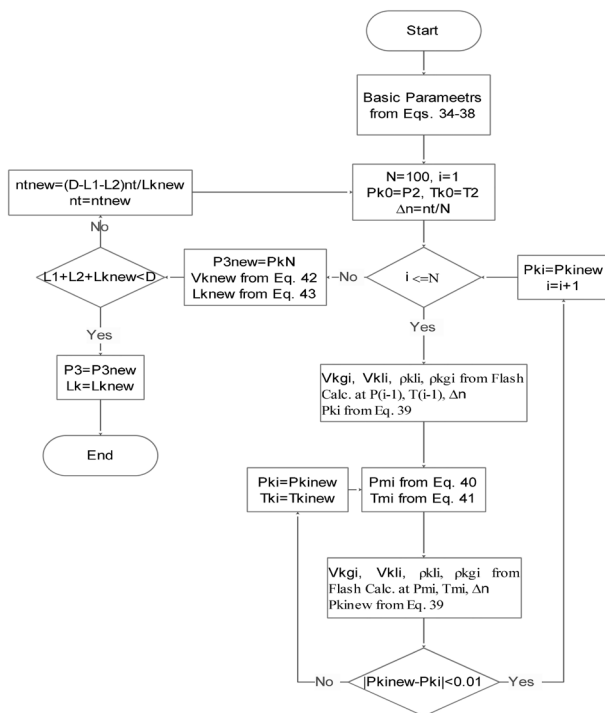 Start
Basic Parameetrs
from Eqs. 34-38
ntnew=(D-L1-L2)nt/Lknew
nt=ntnew
N=100, i=1
Pk0=P2, Tk0=T2
Δn=nt/N
No
L1+L2+Lknew<D
P3new=PkN
Vknew from Eq. 42
Lknew from Eq. 43
No
i <=N
Pki=Pkinew
i=i+1
Yes
Yes
P3=P3new
Lk=Lknew
Vkgi, Vkli, ρkli, ρkgi from Flash
Calc. at P(i-1), T(i-1), Δn
Pki from Eq. 39
End
Pki=Pkinew
Tki=Tkinew
Pmi from Eq. 40
Tmi from Eq. 41
Vkgi, Vkli, ρkli, ρkgi from
Flash Calc. at Pmi, Tmi, Δn
Pkinew from Eq. 39
No
|Pkinew-Pki|<0.01
Yes